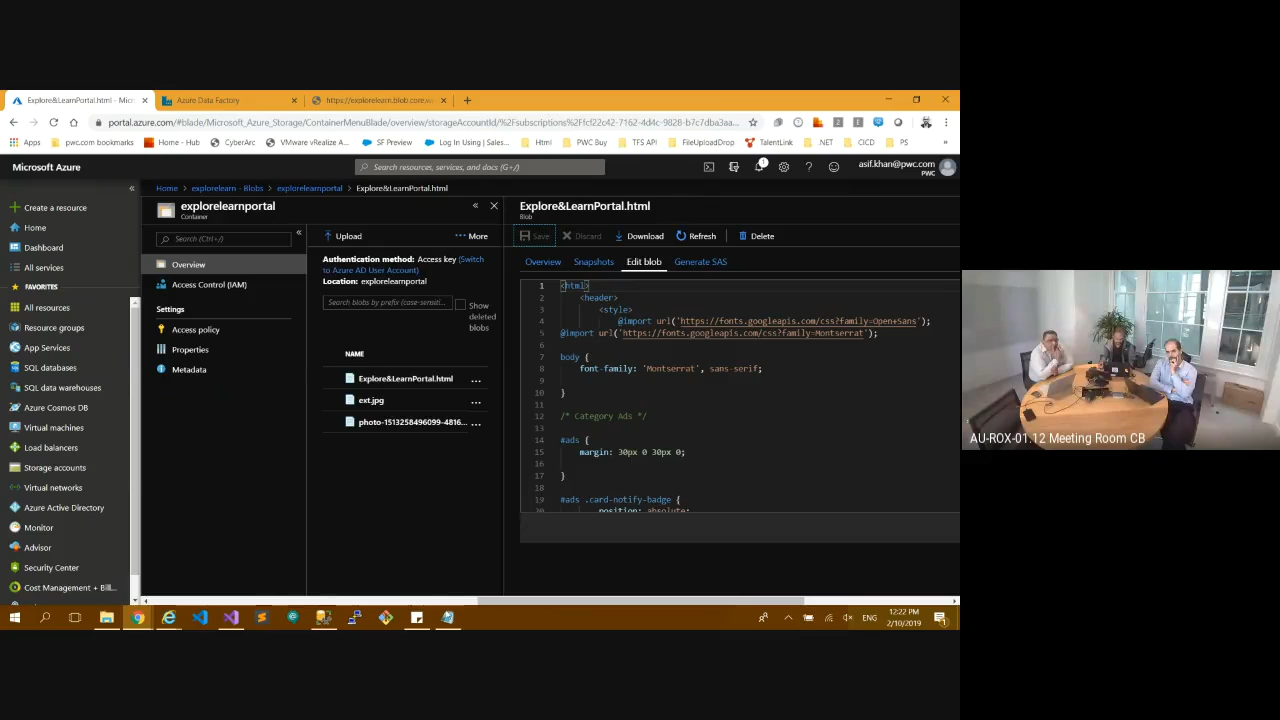 Explore&LearnPortal.html - Micr
Azure Data Factory
https://explorelearn.blob.core.w
portal.azure.com/#blade/Microsoft_Azure_Storage/ContainerMenuBlade/overview/storageAccountId/%2Fsubscriptions%2Ffcf22c42-7162-4d4c-9828-b7c7dba3aa...
Apps
pwc.com bookmarks
Home - Hub
CyberArc
VMware vRealize A...
SF Preview
Log In Using | Sales...
Html
PWC Buy
TFS API
FileUploadDrop
TalentLink
.NET
CICD
PS
»
Microsoft Azure
Search resources, services, and docs (G+/)
1
asif.khan@pwc.com
PWC
Create a resource
Home
Dashboard
All services
FAVORITES
All resources
Resource groups
App Services
SQL databases
SQL data warehouses
Azure Cosmos DB
Virtual machines
Load balancers
Storage accounts
Virtual networks
Azure Active Directory
Monitor
Advisor
Security Center
Cost Management + Bill...
Home > explorelearn - Blobs > explorelearnportal > Explore&LearnPortal.html
explorelearnportal
Container
Search (Ctrl+/)
Overview
Access Control (IAM)
Settings
Access policy
Properties
Metadata
Upload
More
Authentication method: Access key (Switch
to Azure AD User Account)
Location: explorelearnportal
Search blobs by prefix (case-sensit...
Show
deleted
blobs
NAME
Explore&LearnPortal.html ...
ext.jpg ...
photo-1513258496099-4816... ...
Explore&LearnPortal.html
Blob
Save
Discard
Download
Refresh
Delete
Overview
Snapshots
Edit blob
Generate SAS
1 <html>
2 <header>
3 <style>
4 @import url('https://fonts.googleapis.com/css?family=Open+Sans');
5 @import url('https://fonts.googleapis.com/css?family=Montserrat');
6
7 body {
8 font-family: 'Montserrat', sans-serif;
9
10 }
11
12 /* Category Ads */
13
14 #ads {
15 margin: 30px 0 30px 0;
16
17 }
18
19 #ads .card-notify-badge {
20 position: absolute;
ENG
12:22 PM
2/10/2019
AU-ROX-01.12 Meeting Room CB